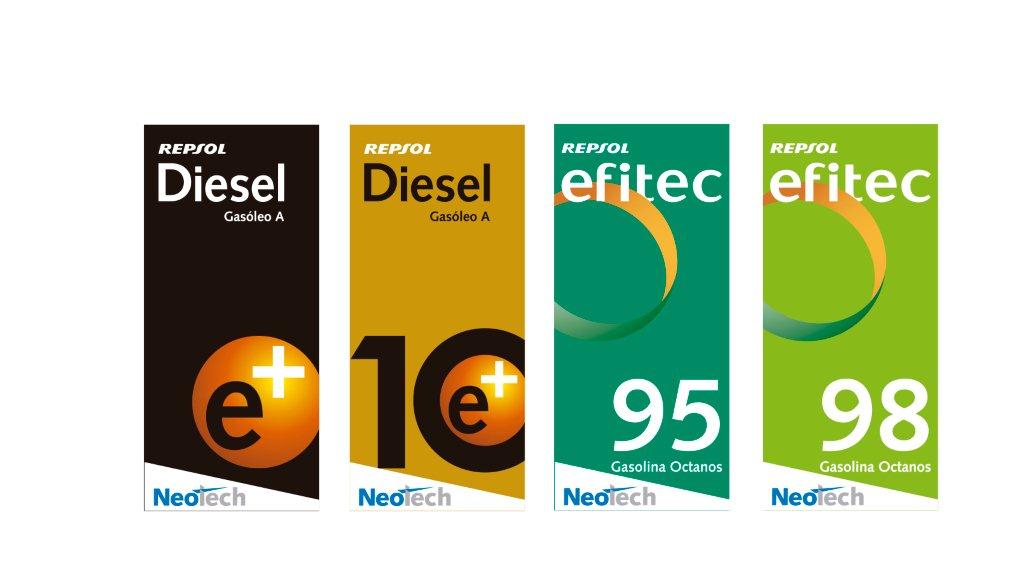 REPSOL
Diesel
Gasóleo A
e+
NeoTech
REPSOL
Diesel
Gasóleo A
10
e+
NeoTech
REPSOL
efitec
95
Gasolina Octanos
NeoTech
REPSOL
efitec
98
Gasolina Octanos
NeoTech